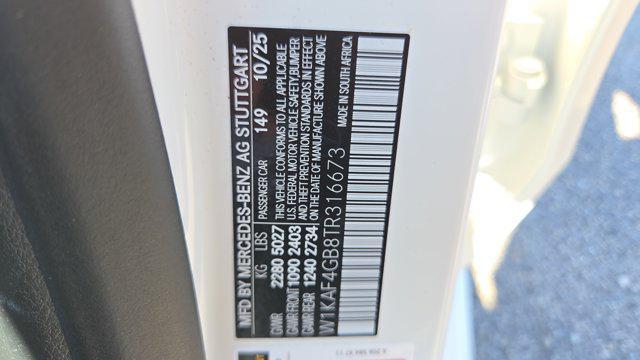 MFD BY MERCEDES-BENZ AG STUTTGART
KG LBS PASSENGER CAR 149 10/25
GVWR 2280 5027 THIS VEHICLE CONFORMS TO ALL APPLICABLE
U.S. FEDERAL MOTOR VEHICLE SAFETY, BUMPER
GAWR FRONT 1090 2403 AND THEFT PREVENTION STANDARDS IN EFFECT
GAWR REAR 1240 2734 ON THE DATE OF MANUFACTURE SHOWN ABOVE
MADE IN SOUTH AFRICA
W1KAF4GB8TR316673